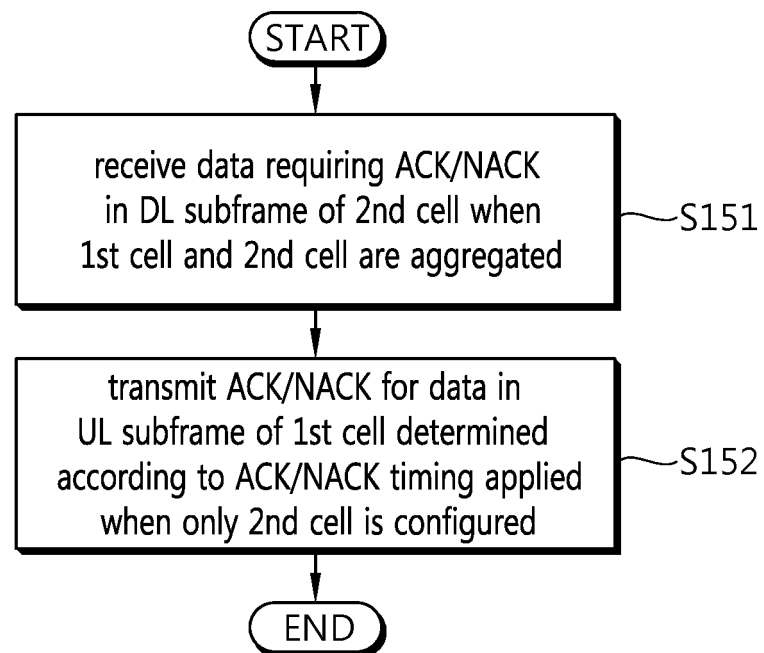 START
receive data requiring ACK/NACK
in DL subframe of 2nd cell when
1st cell and 2nd cell are aggregated
S151
transmit ACK/NACK for data in
UL subframe of 1st cell determined
according to ACK/NACK timing applied
when only 2nd cell is configured
S152
END